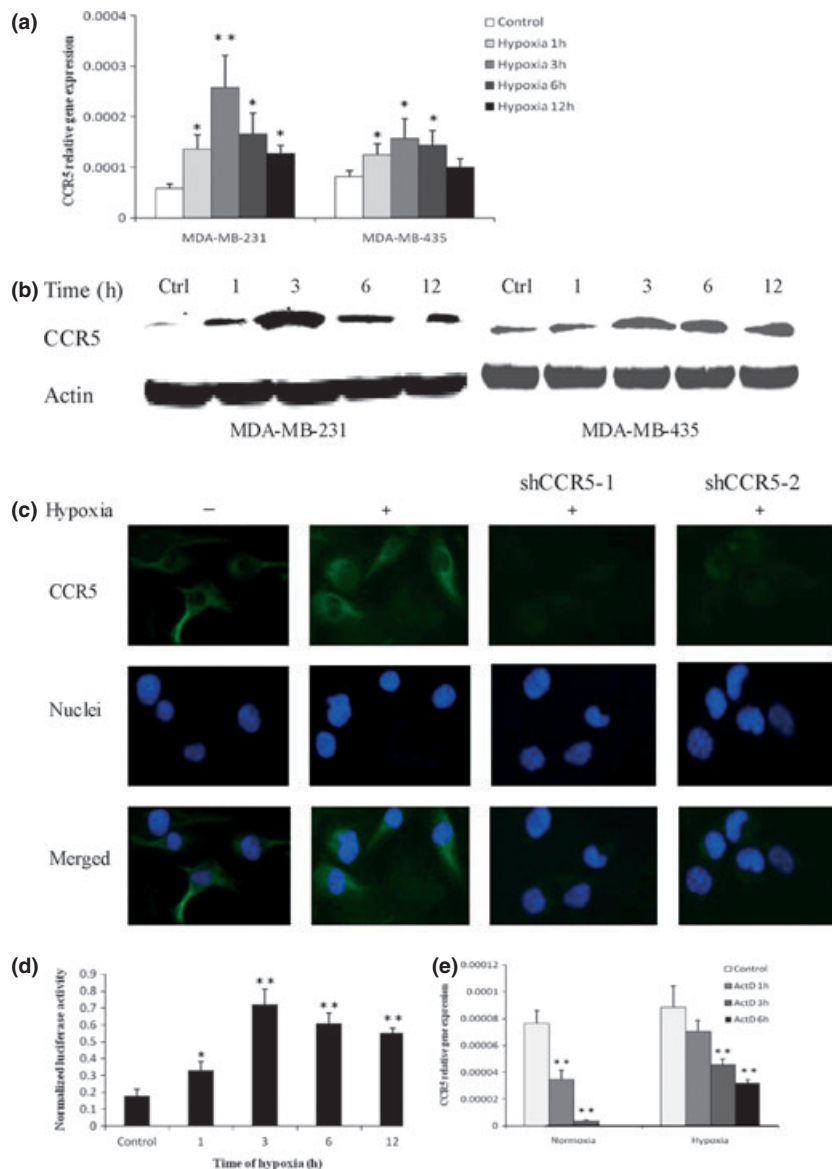 (a)
CCR5 relative gene expression
0.0004
0.0003
0.0002
0.0001
0
* * * * *
* * *
Control
Hypoxia 1h
Hypoxia 3h
Hypoxia 6h
Hypoxia 12h
MDA-MB-231 MDA-MB-435
(b) Time (h) Ctrl 1 3 6 12 Ctrl 1 3 6 12
CCR5
Actin
MDA-MB-231 MDA-MB-435
shCCR5-1 shCCR5-2
(c) Hypoxia – + + +
CCR5
Nuclei
Merged
(d)
Normalized luciferase activity
0.9
0.8
0.7
0.6
0.5
0.4
0.3
0.2
0.1
0
* ** ** **
Control 1 3 6 12
Time of hypoxia (h)
(e)
CCR5 relative gene expression
0.00012
0.0001
0.00008
0.00006
0.00004
0.00002
0
** ** ** **
Control
ActD 1h
ActD 3h
ActD 6h
Normoxia Hypoxia